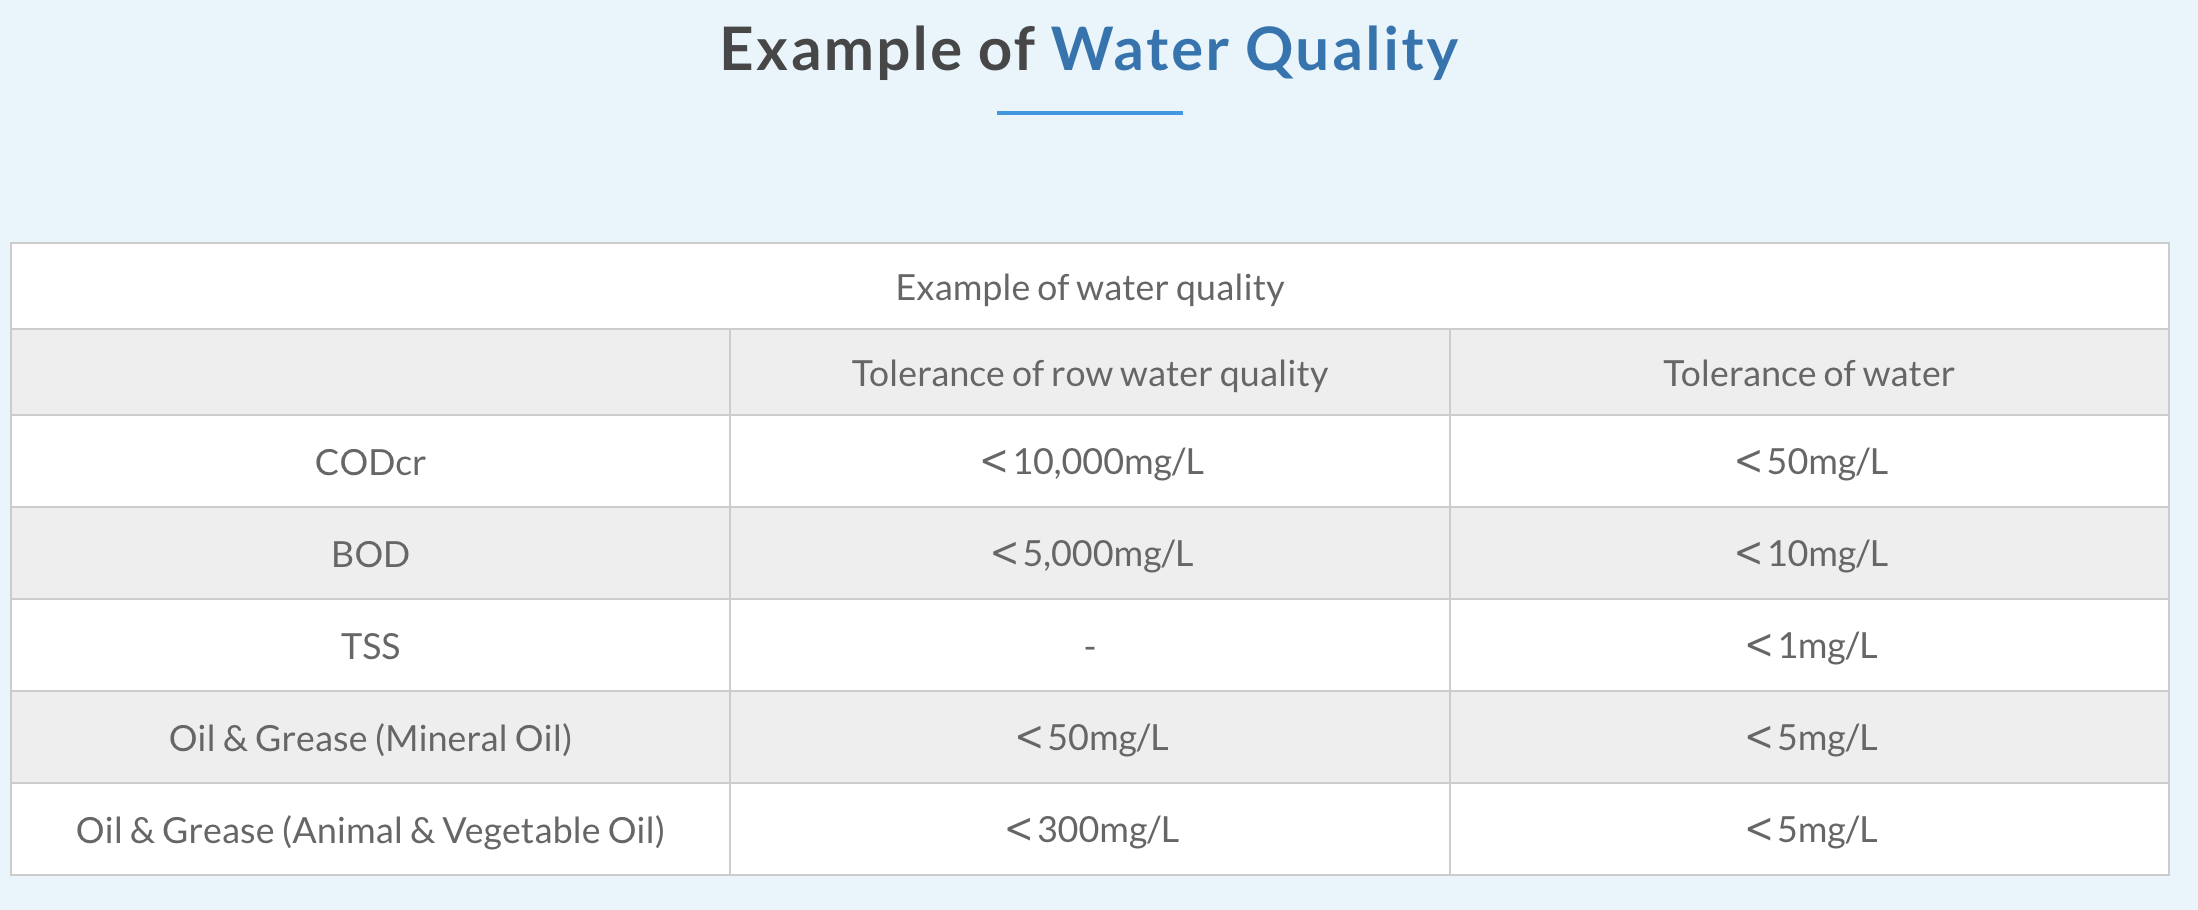 Example of Water Quality
Example of water quality
Tolerance of row water quality Tolerance of water
CODcr <10,000mg/L <50mg/L
BOD <5,000mg/L <10mg/L
TSS - <1mg/L
Oil & Grease (Mineral Oil) <50mg/L <5mg/L
Oil & Grease (Animal & Vegetable Oil) <300mg/L <5mg/L